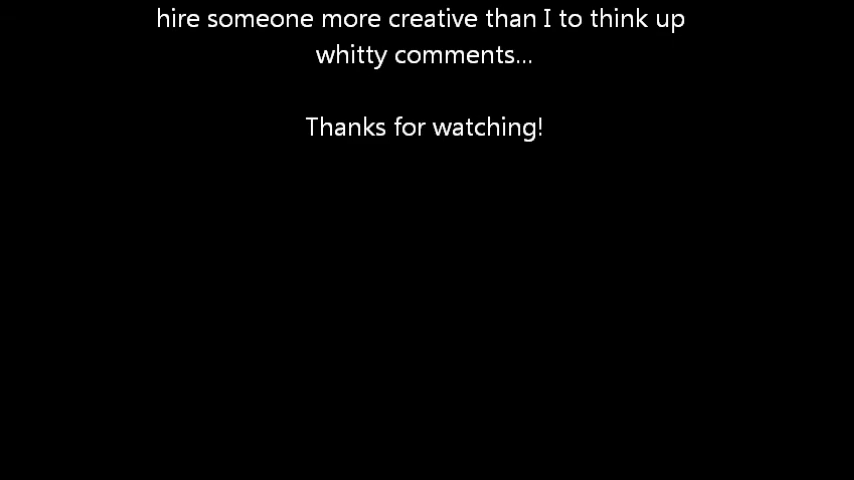 hire someone more creative than I to think up
whitty comments...
Thanks for watching!